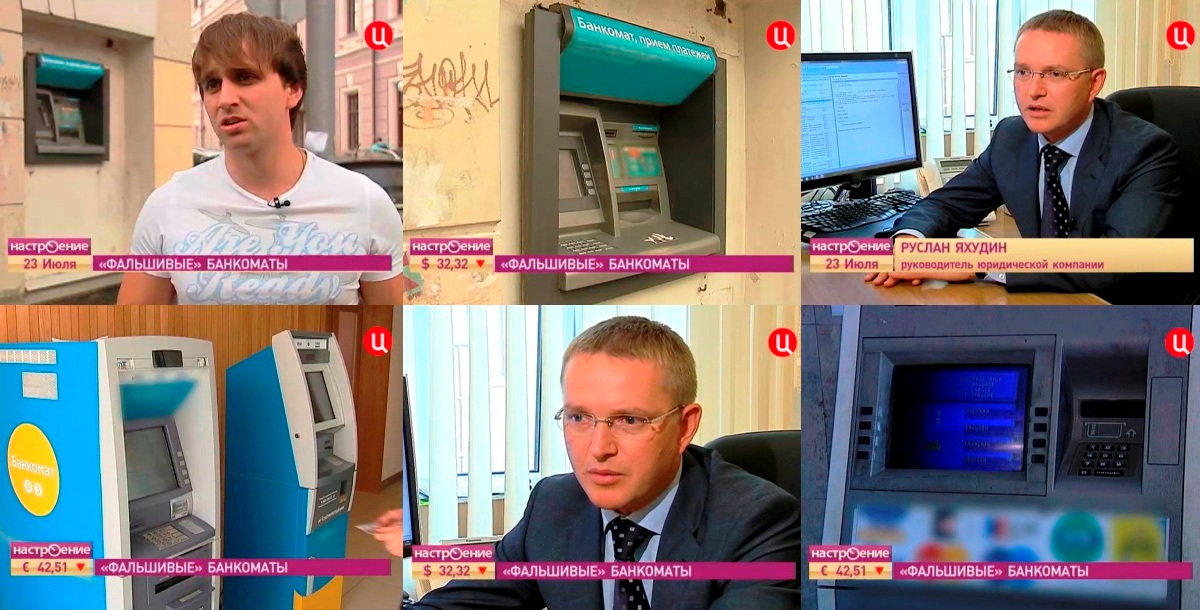 Ц
Are You
Ready
настроение
23 Июля
«ФАЛЬШИВЫЕ» БАНКОМАТЫ
Ц
Банкомат, прием платежей
настроение
$ 32,32 ▼
«ФАЛЬШИВЫЕ» БАНКОМАТЫ
Ц
настроение
23 Июля
РУСЛАН ЯХУДИН
руководитель юридической компании
Ц
Банкомат
настроение
€ 42,51 ▼
«ФАЛЬШИВЫЕ» БАНКОМАТЫ
Ц
настроение
$ 32,32 ▼
«ФАЛЬШИВЫЕ» БАНКОМАТЫ
Ц
РУССКИЙ
ENGLISH
настроение
€ 42,51 ▼
«ФАЛЬШИВЫЕ» БАНКОМАТЫ